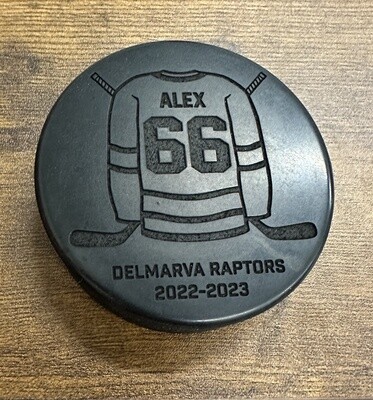 ALEX
66
DELMARVA RAPTORS
2022-2023